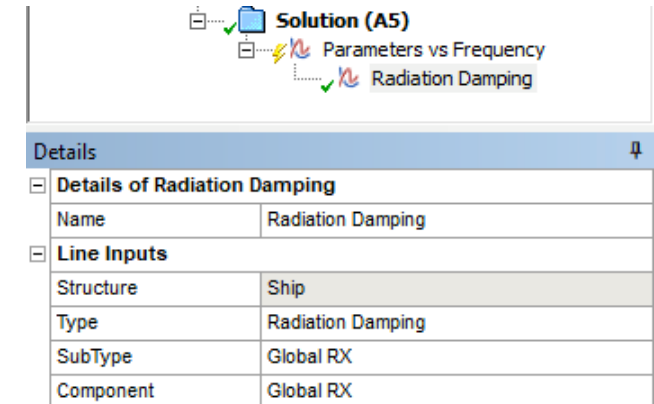 Solution (A5)
Parameters vs Frequency
Radiation Damping
Details
Details of Radiation Damping
Name Radiation Damping
Line Inputs
Structure Ship
Type Radiation Damping
SubType Global RX
Component Global RX